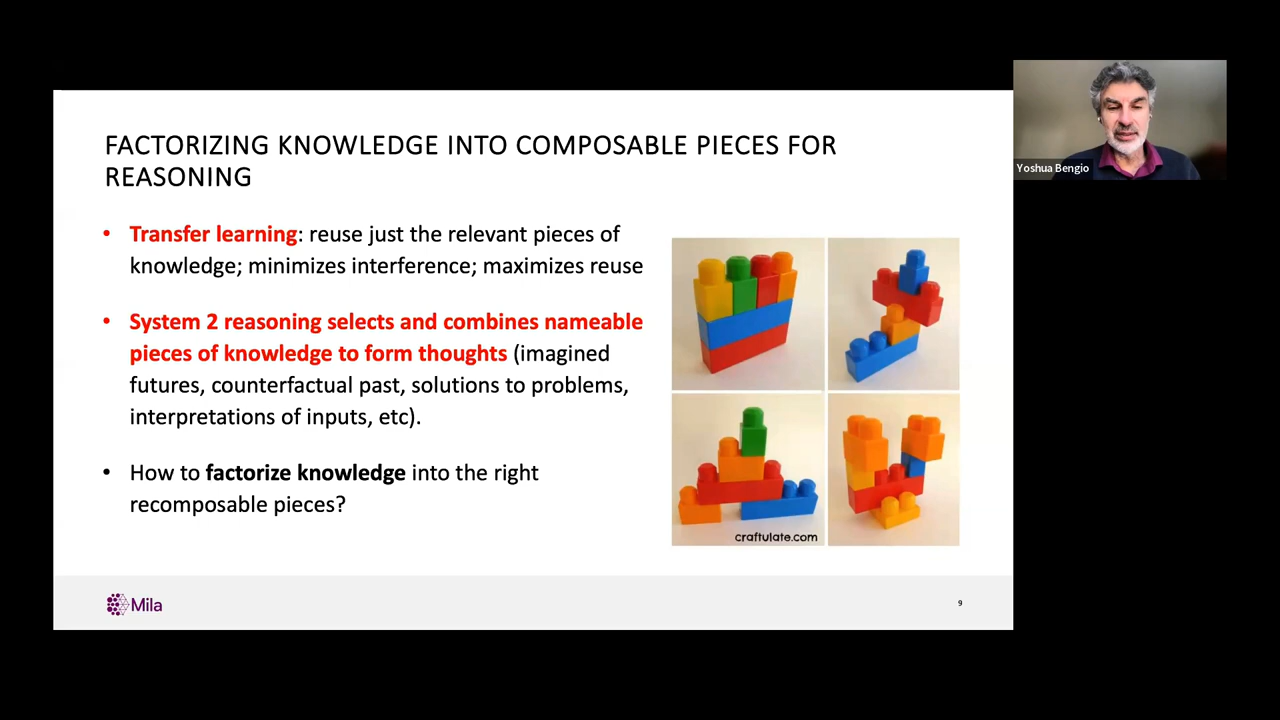 FACTORIZING KNOWLEDGE INTO COMPOSABLE PIECES FOR
REASONING
• Transfer learning: reuse just the relevant pieces of
knowledge; minimizes interference; maximizes reuse
• System 2 reasoning selects and combines nameable
pieces of knowledge to form thoughts (imagined
futures, counterfactual past, solutions to problems,
interpretations of inputs, etc).
• How to factorize knowledge into the right
recomposable pieces?
craftulate.com
Mila
9
Yoshua Bengio